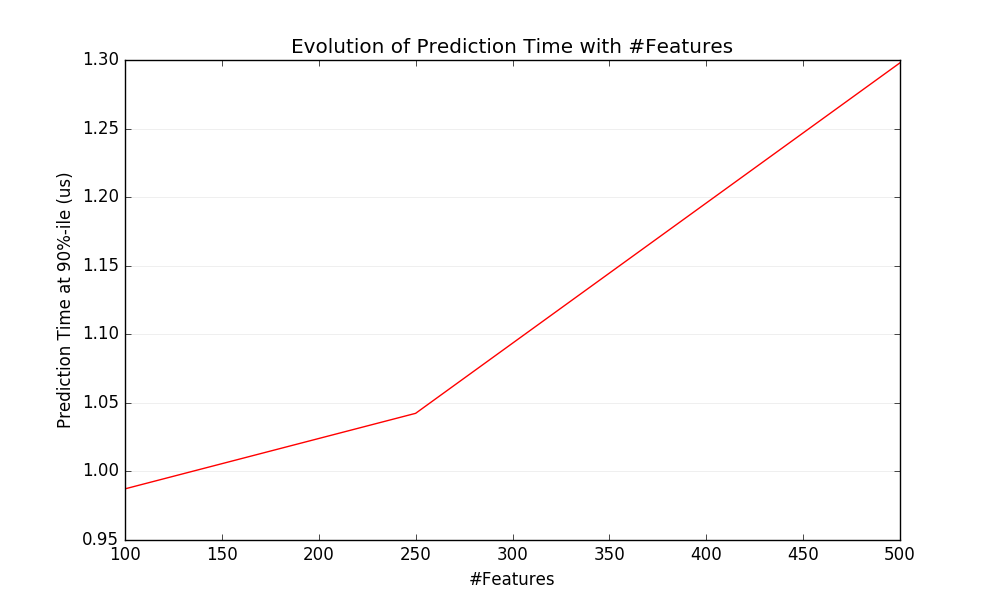 Evolution of Prediction Time with #Features
1.30
1.25
1.20
1.15
1.10
1.05
1.00
0.95
Prediction Time at 90%-ile (us)
100 150 200 250 300 350 400 450 500
#Features